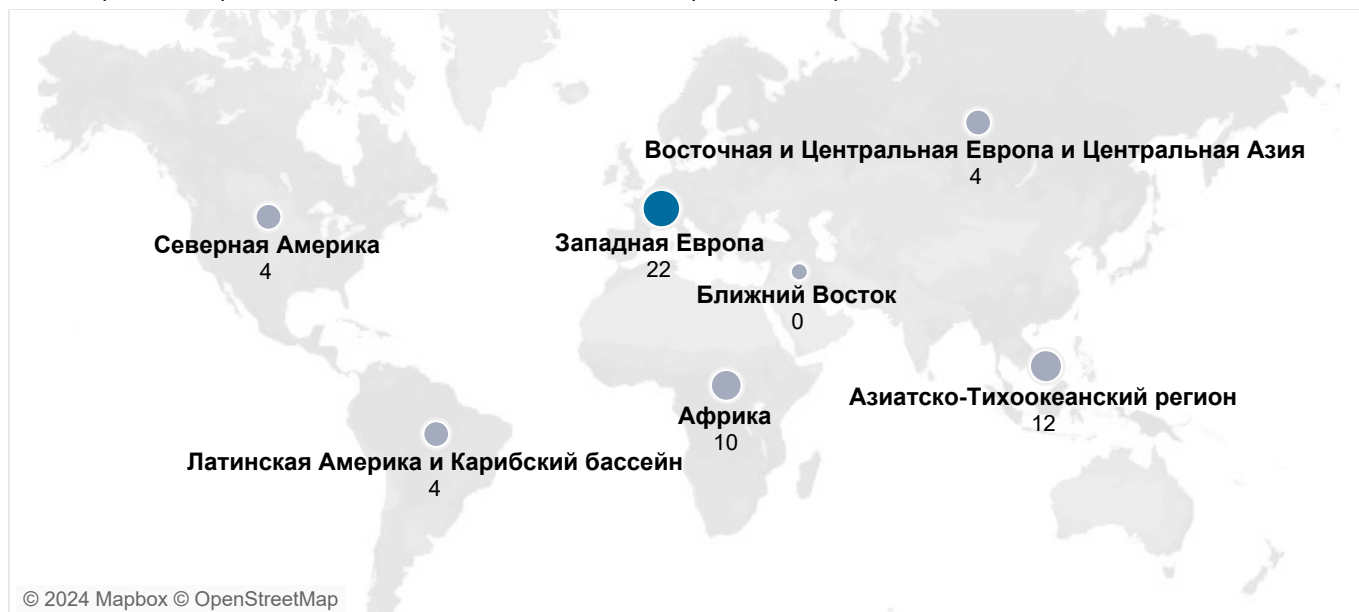 Восточная и Центральная Европа и Центральная Азия
4
Северная Америка
4
Западная Европа
22
Ближний Восток
0
Азиатско-Тихоокеанский регион
12
Африка
10
Латинская Америка и Карибский бассейн
4
© 2024 Mapbox © OpenStreetMap